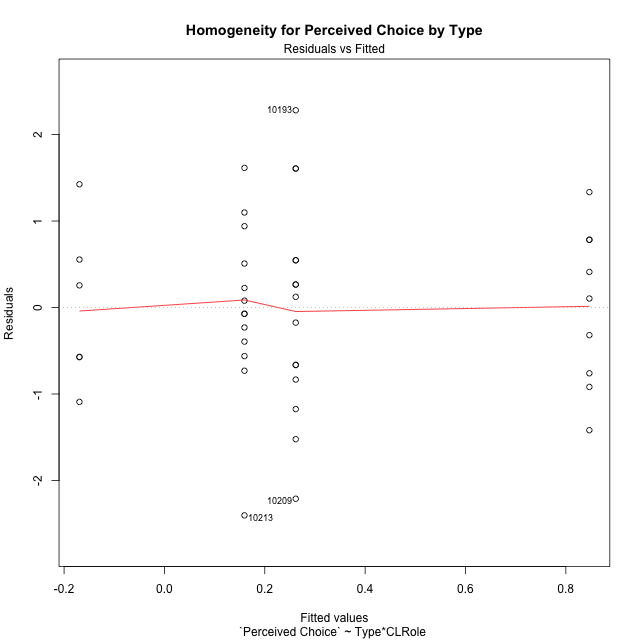 Homogeneity for Perceived Choice by Type
Residuals vs Fitted
10193
10209
10213
2
1
0
-1
-2
Residuals
-0.2 0.0 0.2 0.4 0.6 0.8
Fitted values
`Perceived Choice` ~ Type*CLRole